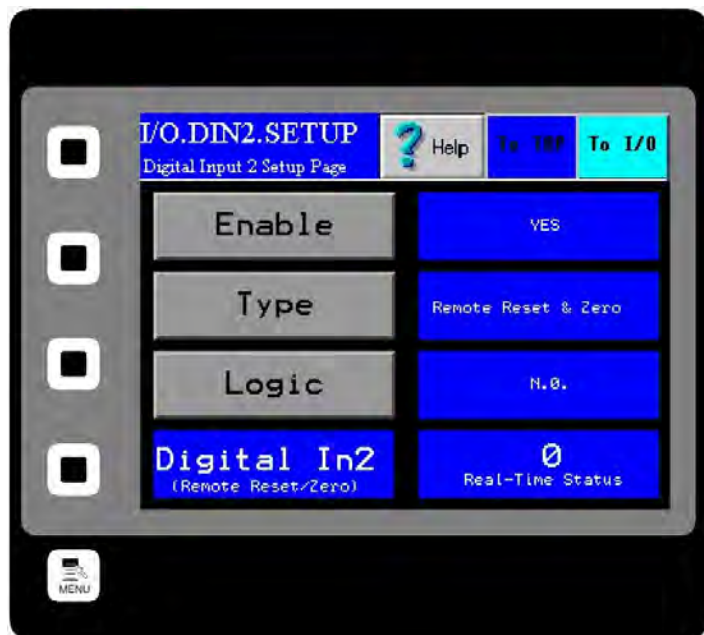 I/O.DIN2.SETUP
Digital Input 2 Setup Page
Help
To TOP
To I/O
Enable
YES
Type
Remote Reset & Zero
Logic
N.O.
Digital In2
(Remote Reset/Zero)
0
Real-Time Status
MENU